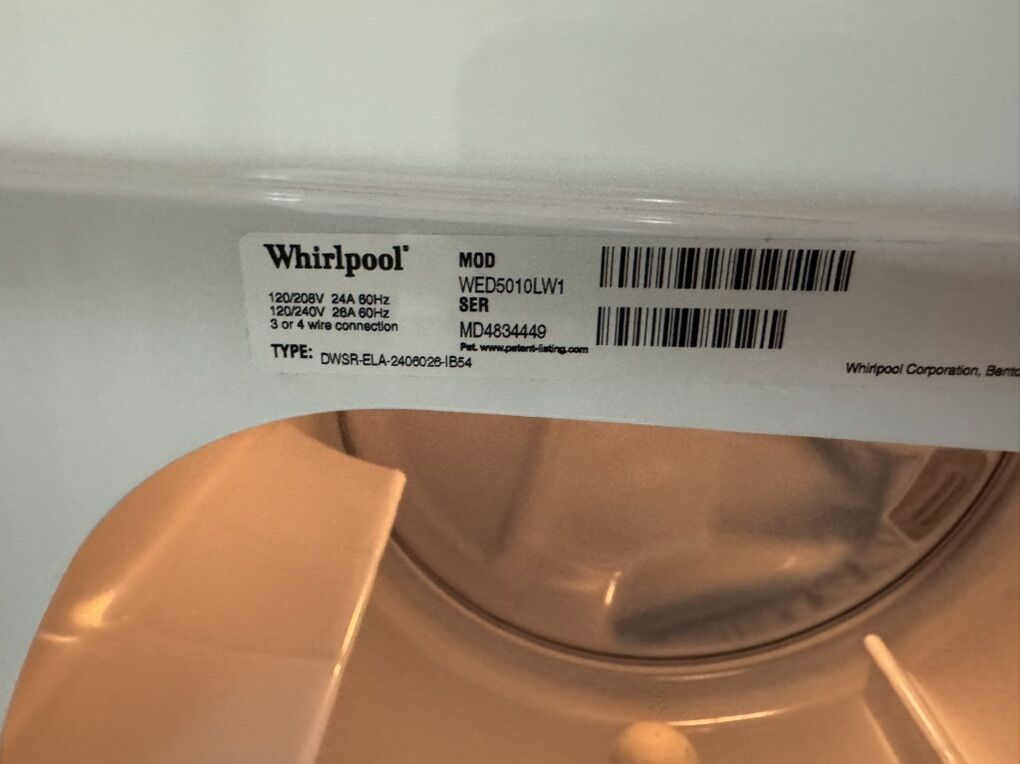 Whirlpool®
120/208V 24A 60Hz
120/240V 26A 60Hz
3 or 4 wire connection
TYPE: DWSR-ELA-2406026-IB54
MOD
WED5010LW1
SER
MD4834449
Pat. www.patent-listing.com
Whirlpool Corporation,